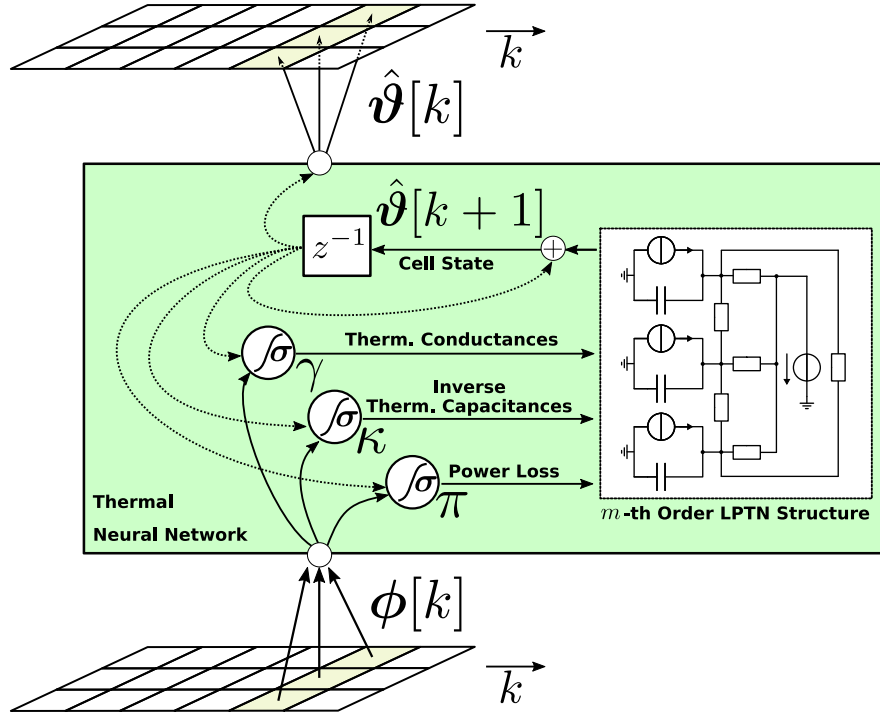 k
ϑ̂[k]
ϑ̂[k + 1]
z⁻¹
+
Cell State
∫σ
Therm. Conductances
γ
Inverse
∫σ
Therm. Capacitances
κ
∫σ
Power Loss
π
Thermal
Neural Network
m-th Order LPTN Structure
ϕ[k]
k